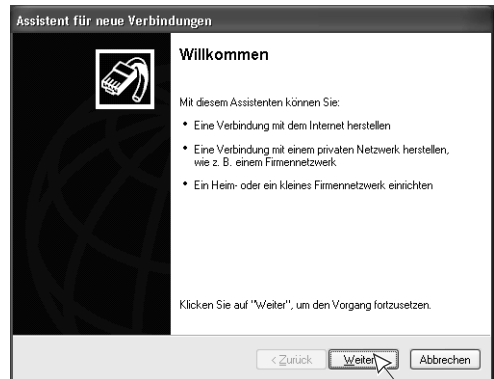 Assistent für neue Verbindungen
Willkommen
Mit diesem Assistenten können Sie:
• Eine Verbindung mit dem Internet herstellen
• Eine Verbindung mit einem privaten Netzwerk herstellen,
wie z. B. einem Firmennetzwerk
• Ein Heim- oder ein kleines Firmennetzwerk einrichten
Klicken Sie auf "Weiter", um den Vorgang fortzusetzen.
< Zurück Weiter Abbrechen